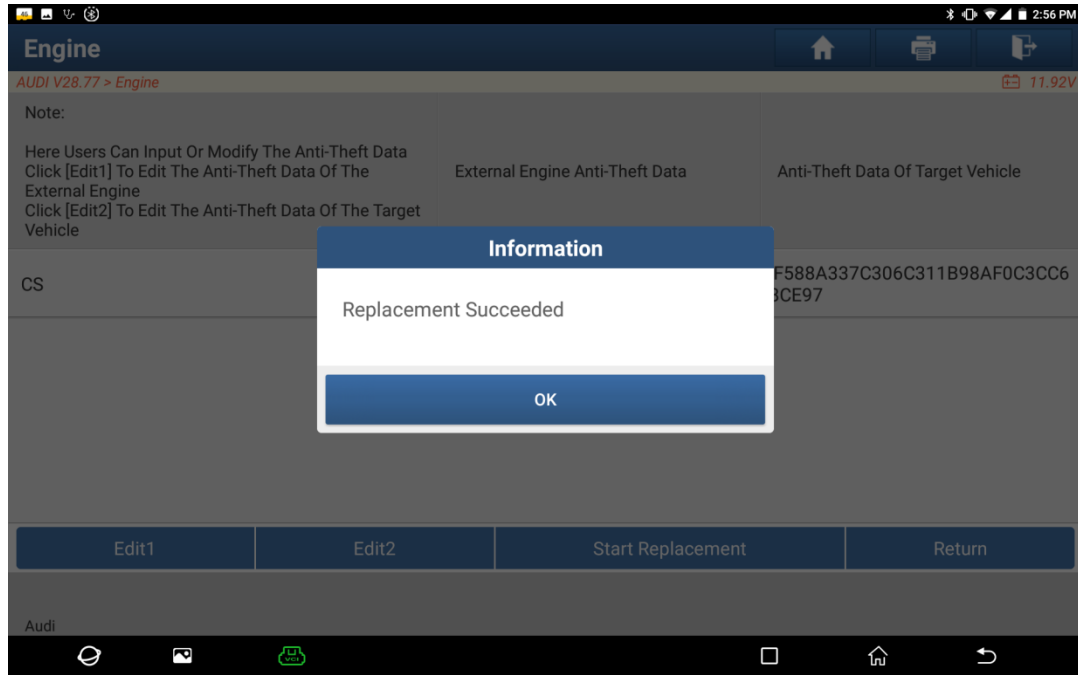 2:56 PM
Engine
AUDI V28.77 > Engine
11.92V
Note:
Here Users Can Input Or Modify The Anti-Theft Data
Click [Edit1] To Edit The Anti-Theft Data Of The
External Engine
Click [Edit2] To Edit The Anti-Theft Data Of The Target
Vehicle
External Engine Anti-Theft Data
Anti-Theft Data Of Target Vehicle
CS
F588A337C306C311B98AF0C3CC6
3CE97
Information
Replacement Succeeded
OK
Edit1
Edit2
Start Replacement
Return
Audi
VCI